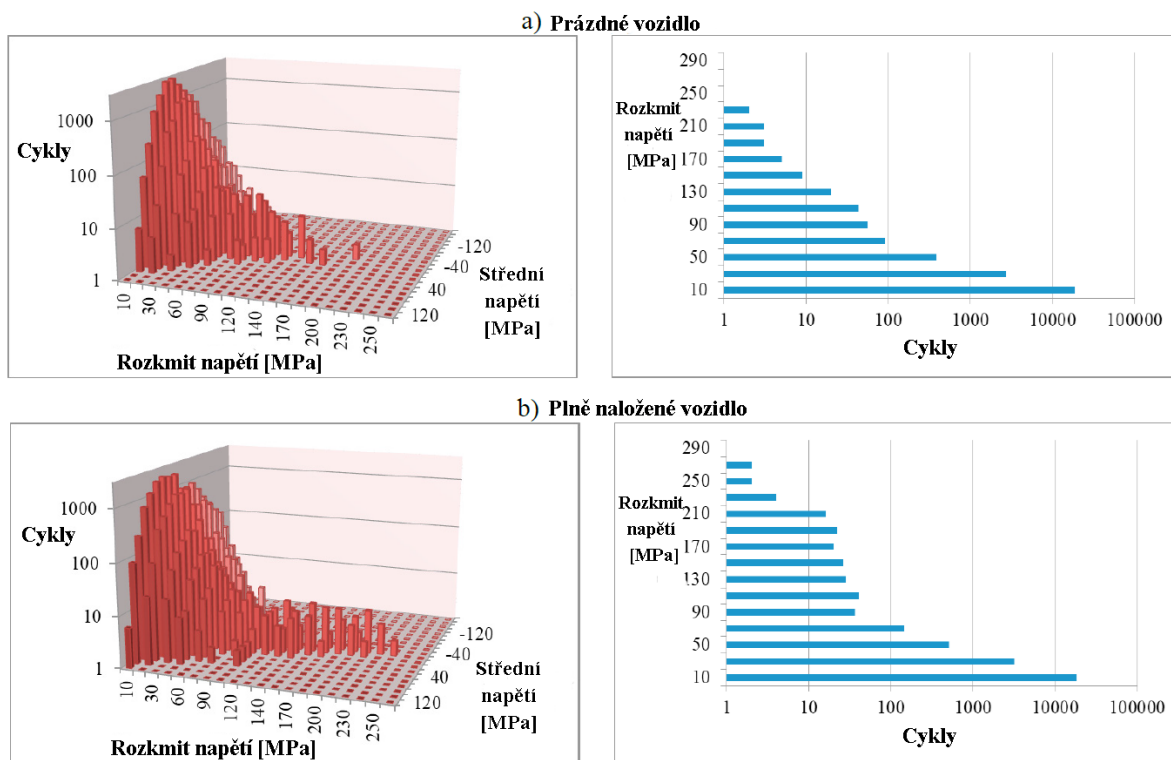 a) Prázdné vozidlo
1000
100
10
1
Cykly
10
30
60
90
120
140
170
200
230
250
Rozkmit napětí [MPa]
-120
-40
40
120
Střední
napětí
[MPa]
290
250
210
170
130
90
50
10
Rozkmit
napětí
[MPa]
1 10 100 1000 10000 100000
Cykly
b) Plně naložené vozidlo
1000
100
10
1
Cykly
10
30
60
90
120
140
170
200
230
250
Rozkmit napětí [MPa]
-120
-40
40
120
Střední
napětí
[MPa]
290
250
210
170
130
90
50
10
Rozkmit
napětí
[MPa]
1 10 100 1000 10000 100000
Cykly